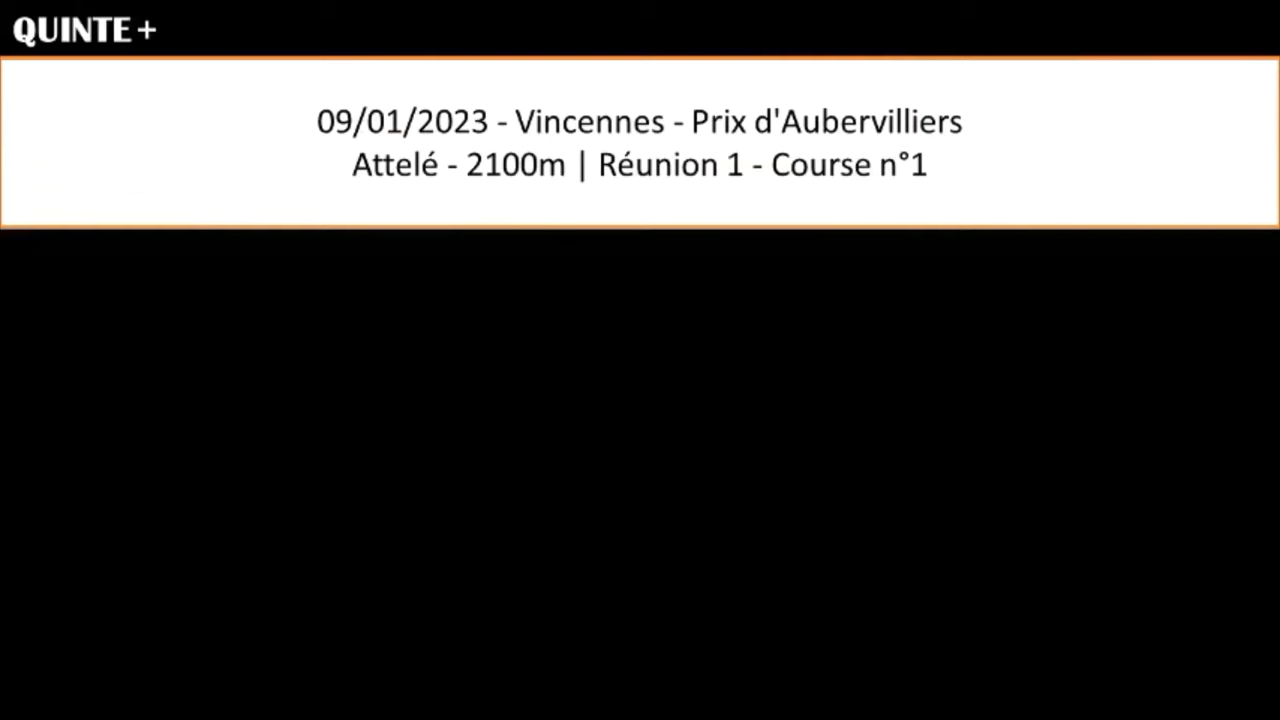 QUINTE+
09/01/2023 - Vincennes - Prix d'Aubervilliers
Attelé - 2100m | Réunion 1 - Course n°1